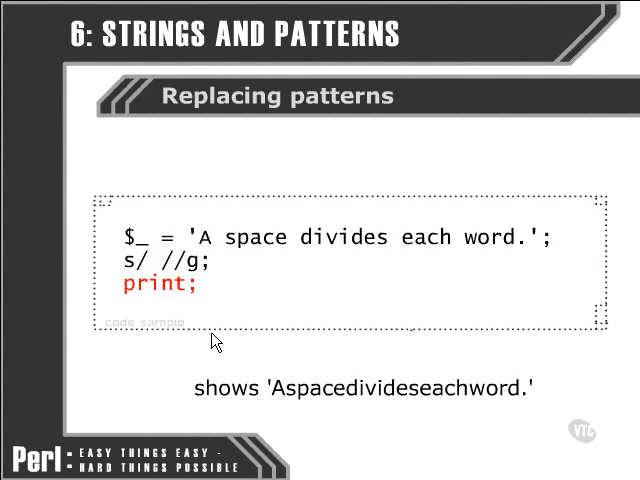 6: STRINGS AND PATTERNS
Replacing patterns
$_ = 'A space divides each word.';
s/ //g;
print;
code sample
shows 'Aspacedivideseachword.'
VTC
Perl: EASY THINGS EASY -
HARD THINGS POSSIBLE